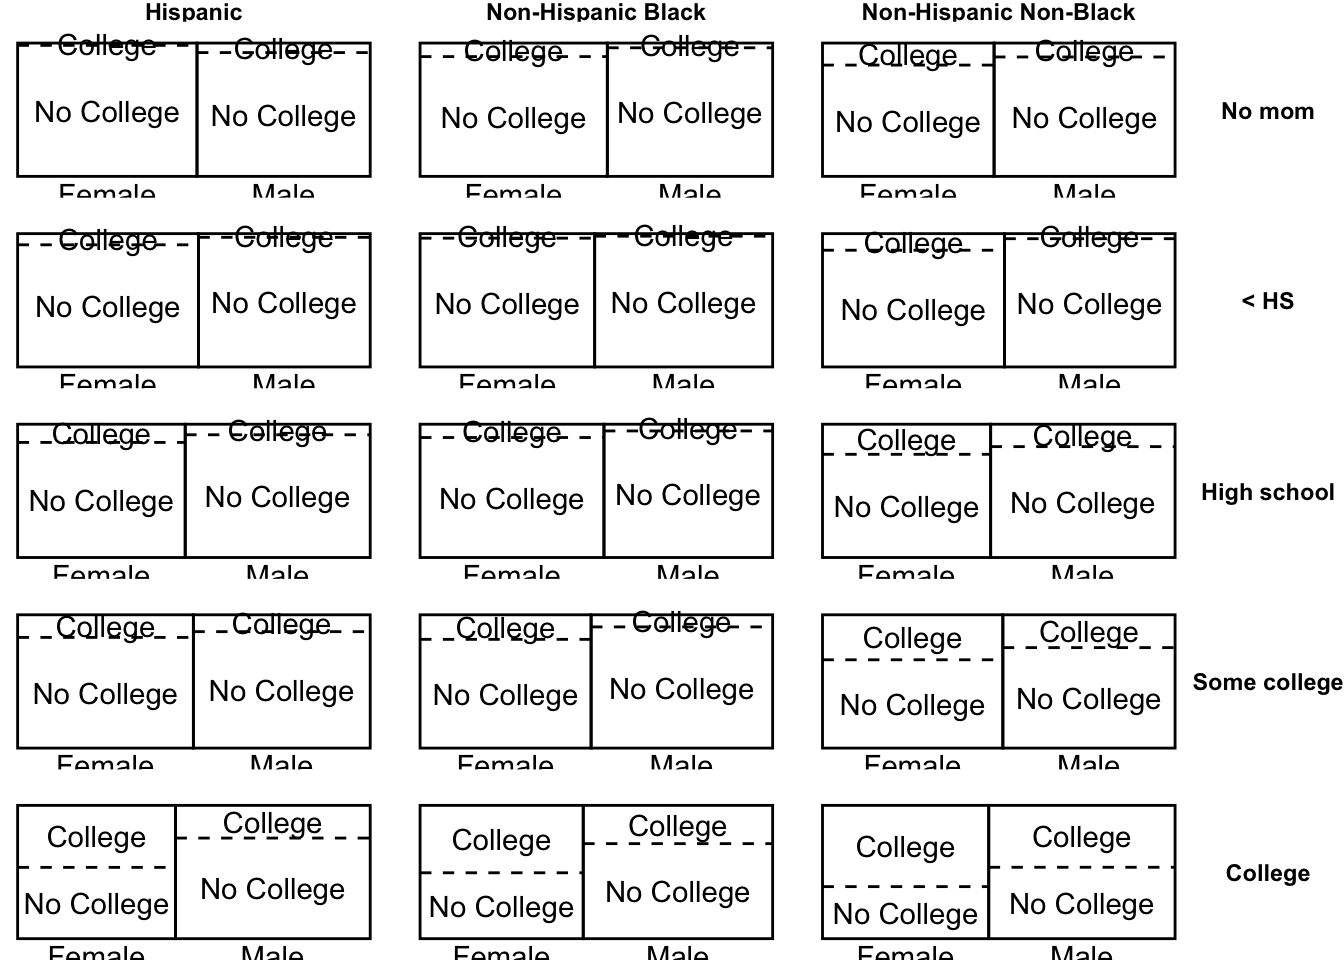 Hispanic Non-Hispanic Black Non-Hispanic Non-Black
College College College College College College
No College No College No College No College No College No College
No mom
Female Male Female Male Female Male
College College College College College College
No College No College No College No College No College No College
< HS
Female Male Female Male Female Male
College College College College College College
No College No College No College No College No College No College
High school
Female Male Female Male Female Male
College College College College College College
No College No College No College No College No College No College
Some college
Female Male Female Male Female Male
College College College College College College
No College No College No College No College No College No College
College
Female Male Female Male Female Male